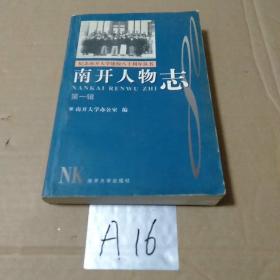 纪念南开大学建校八十周年丛书
南开人物志
NANKAI RENWU ZHI
第一辑
南开大学办公室 编
NK
南开大学出版社
A16